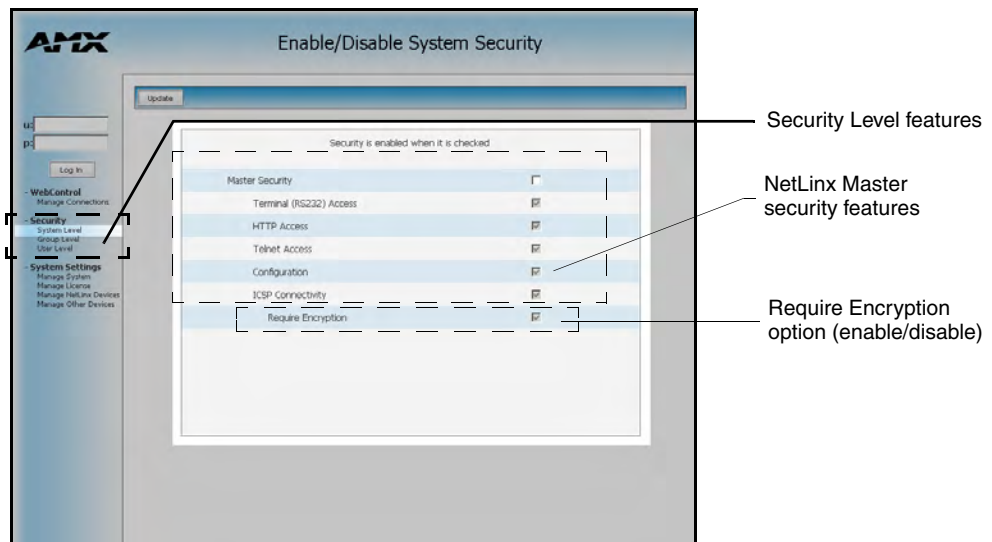 AMX
Enable/Disable System Security
Update
u:
p:
Log In
- WebControl
Manage Connections
- Security
System Level
Group Level
User Level
- System Settings
Manage System
Manage License
Manage NetLinx Devices
Manage Other Devices
Security is enabled when it is checked
Master Security
Terminal (RS232) Access
HTTP Access
Telnet Access
Configuration
ICSP Connectivity
Require Encryption
Security Level features
NetLinx Master
security features
Require Encryption
option (enable/disable)